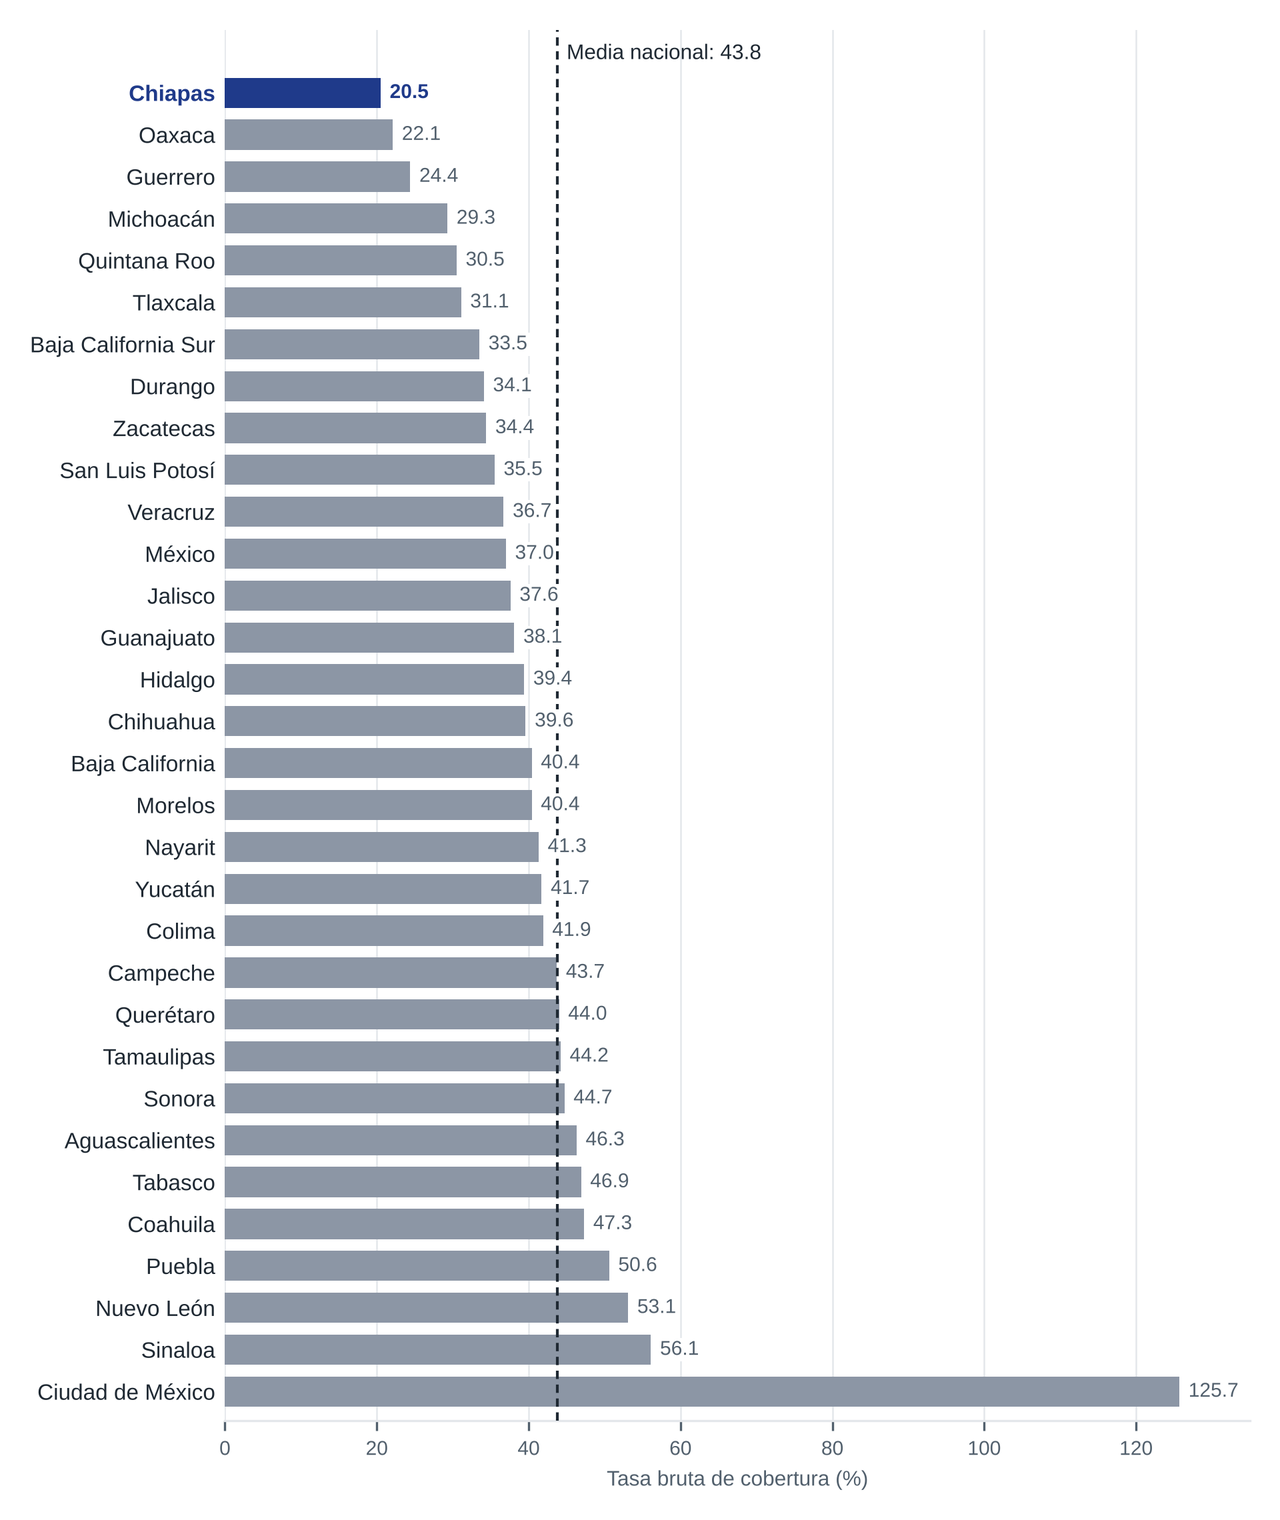 Media nacional: 43.8
Chiapas 20.5
Oaxaca 22.1
Guerrero 24.4
Michoacán 29.3
Quintana Roo 30.5
Tlaxcala 31.1
Baja California Sur 33.5
Durango 34.1
Zacatecas 34.4
San Luis Potosí 35.5
Veracruz 36.7
México 37.0
Jalisco 37.6
Guanajuato 38.1
Hidalgo 39.4
Chihuahua 39.6
Baja California 40.4
Morelos 40.4
Nayarit 41.3
Yucatán 41.7
Colima 41.9
Campeche 43.7
Querétaro 44.0
Tamaulipas 44.2
Sonora 44.7
Aguascalientes 46.3
Tabasco 46.9
Coahuila 47.3
Puebla 50.6
Nuevo León 53.1
Sinaloa 56.1
Ciudad de México 125.7
0 20 40 60 80 100 120
Tasa bruta de cobertura (%)